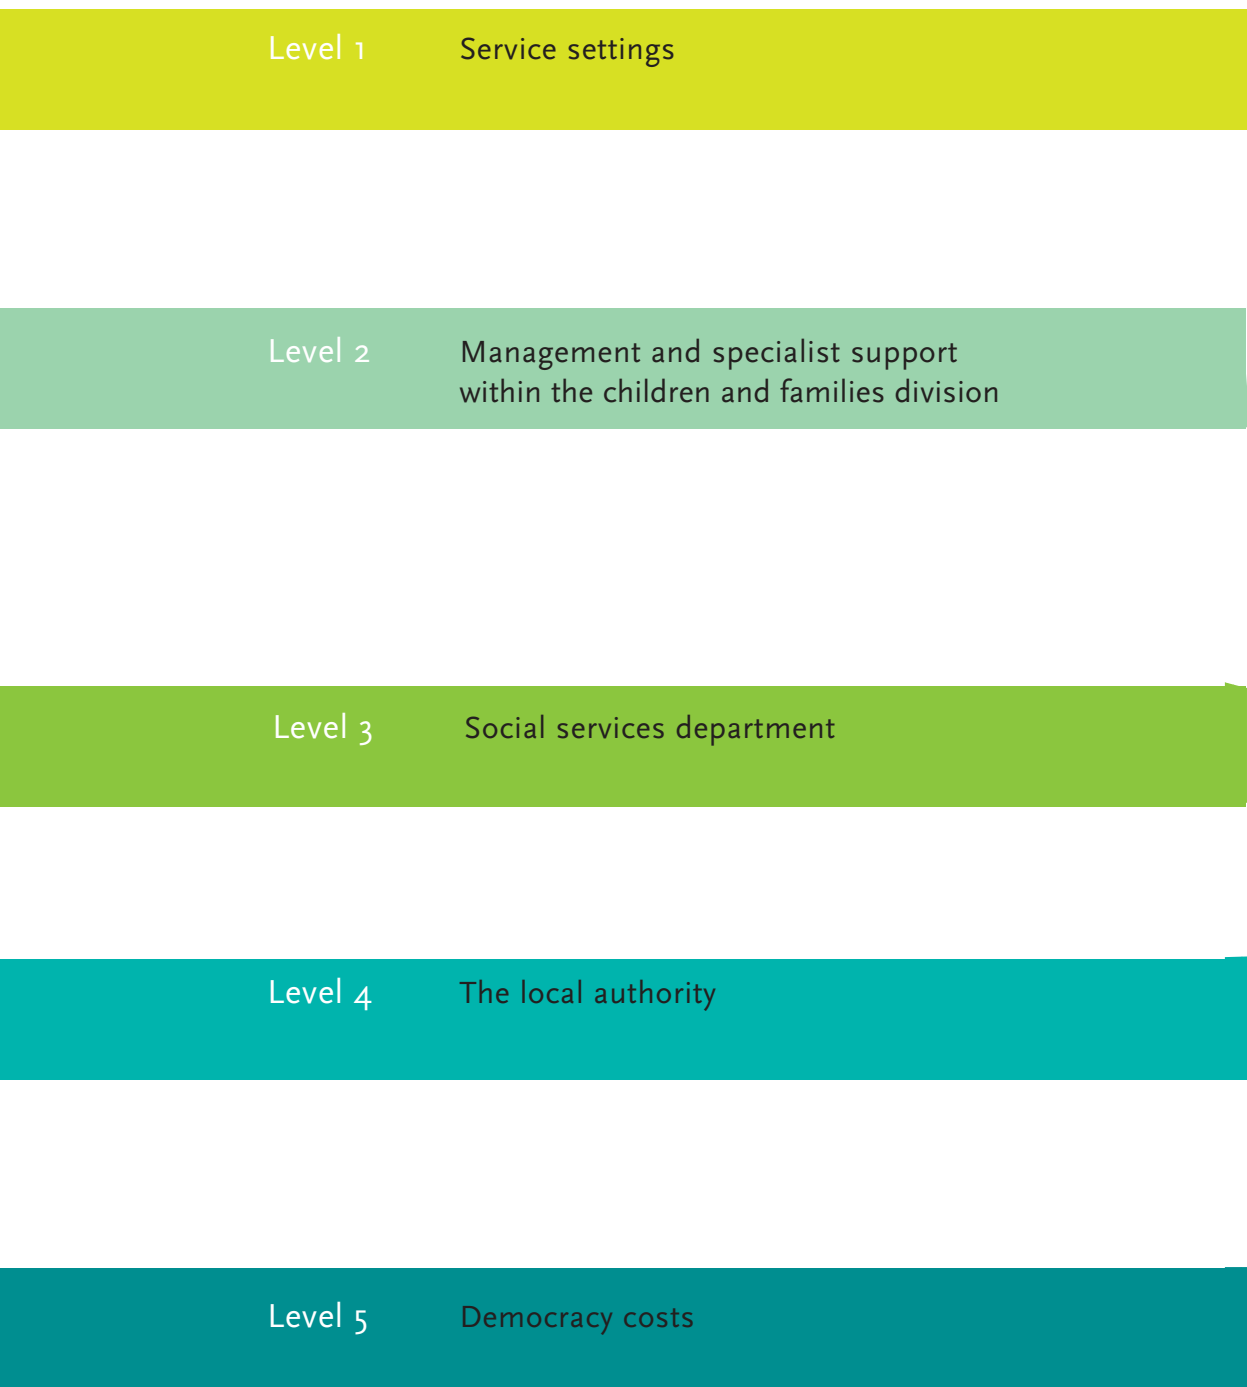 Level 1 Service settings
Level 2 Management and specialist support
within the children and families division
Level 3 Social services department
Level 4 The local authority
Level 5 Democracy costs